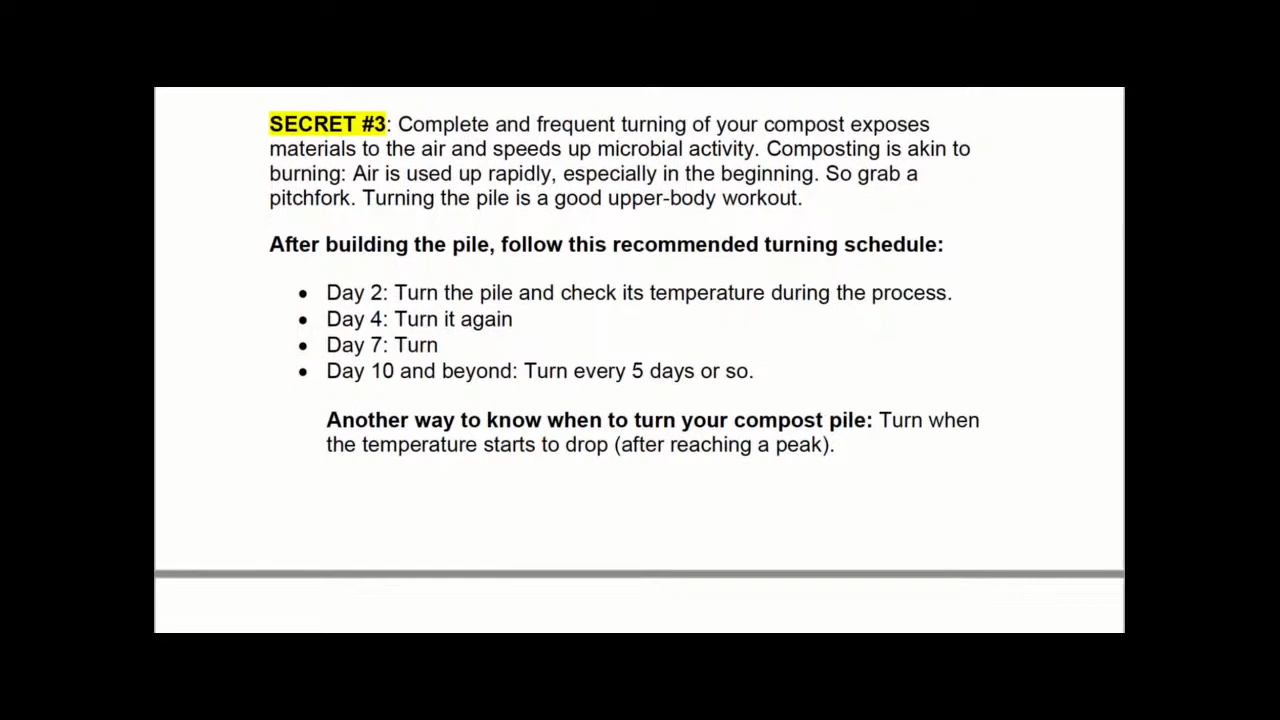 SECRET #3: Complete and frequent turning of your compost exposes
materials to the air and speeds up microbial activity. Composting is akin to
burning: Air is used up rapidly, especially in the beginning. So grab a
pitchfork. Turning the pile is a good upper-body workout.
After building the pile, follow this recommended turning schedule:
• Day 2: Turn the pile and check its temperature during the process.
• Day 4: Turn it again
• Day 7: Turn
• Day 10 and beyond: Turn every 5 days or so.
Another way to know when to turn your compost pile: Turn when
the temperature starts to drop (after reaching a peak).